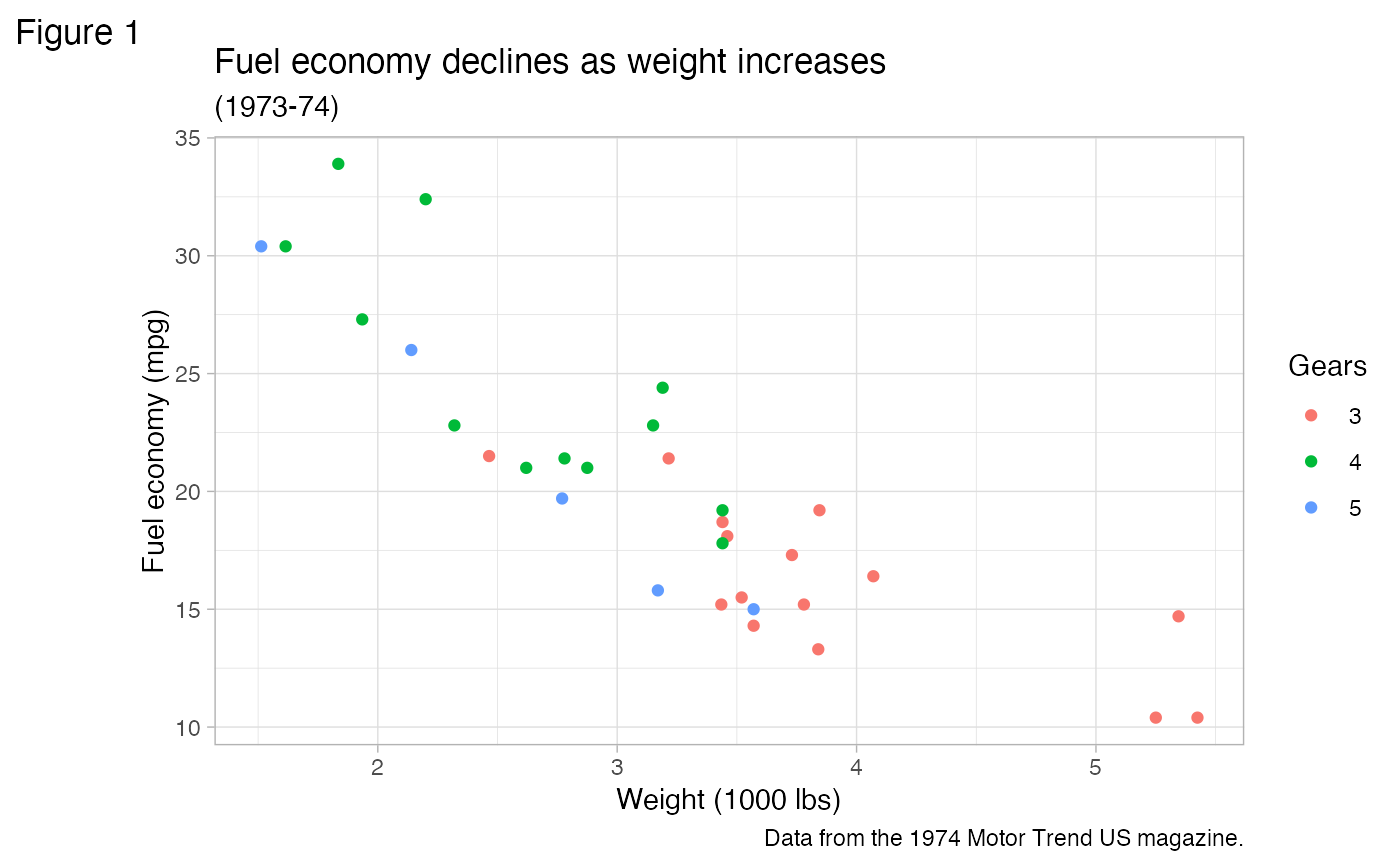 Figure 1
Fuel economy declines as weight increases
(1973-74)
Fuel economy (mpg)
35
30
25
20
15
10
2
3
4
5
Weight (1000 lbs)
Gears
3
4
5
Data from the 1974 Motor Trend US magazine.